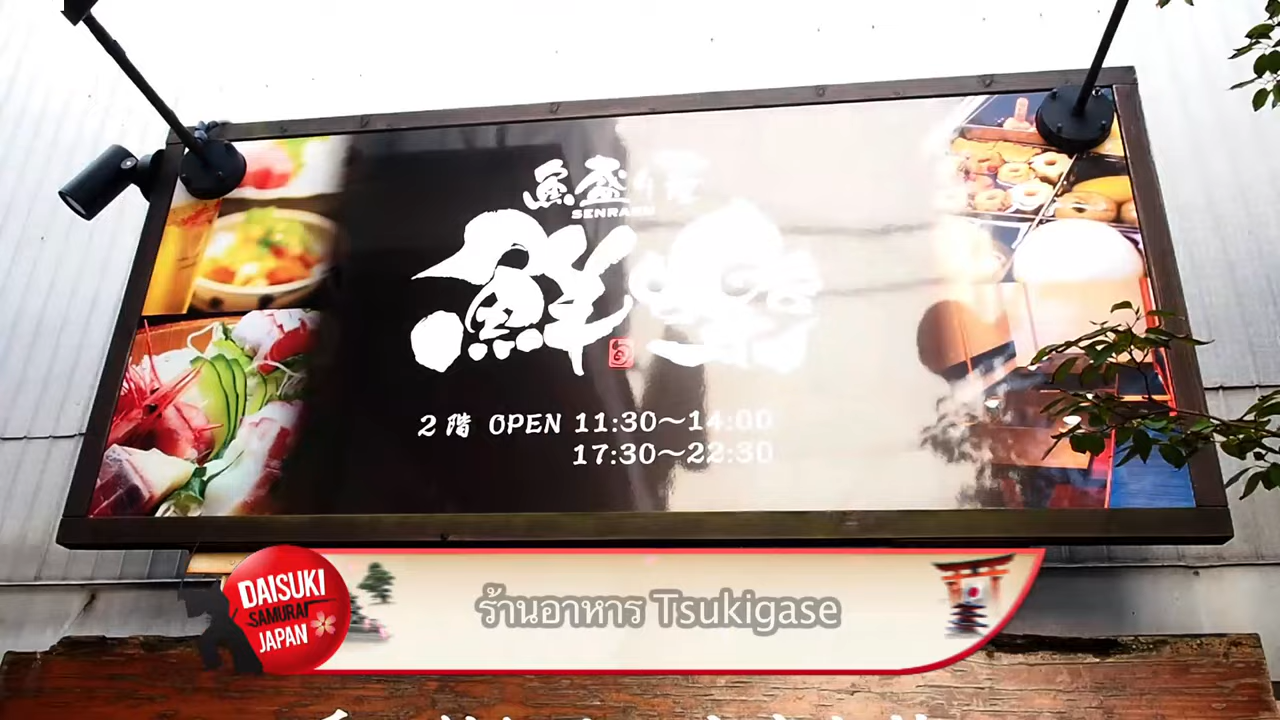 魚盛り屋
SENRAKU
鮮楽
2階 OPEN 11:30〜14:00
17:30〜22:30
DAISUKI
SAMURAI
JAPAN
ร้านอาหาร Tsukigase